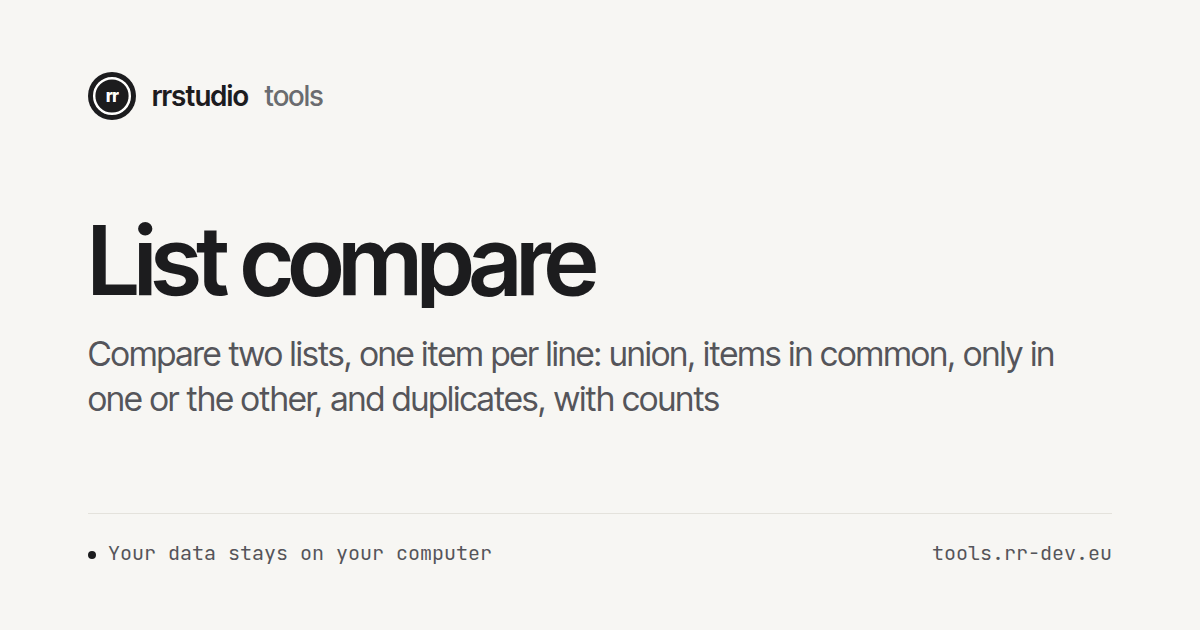 rr rrstudio tools
List compare
Compare two lists, one item per line: union, items in common, only in
one or the other, and duplicates, with counts
Your data stays on your computer
tools.rr-dev.eu